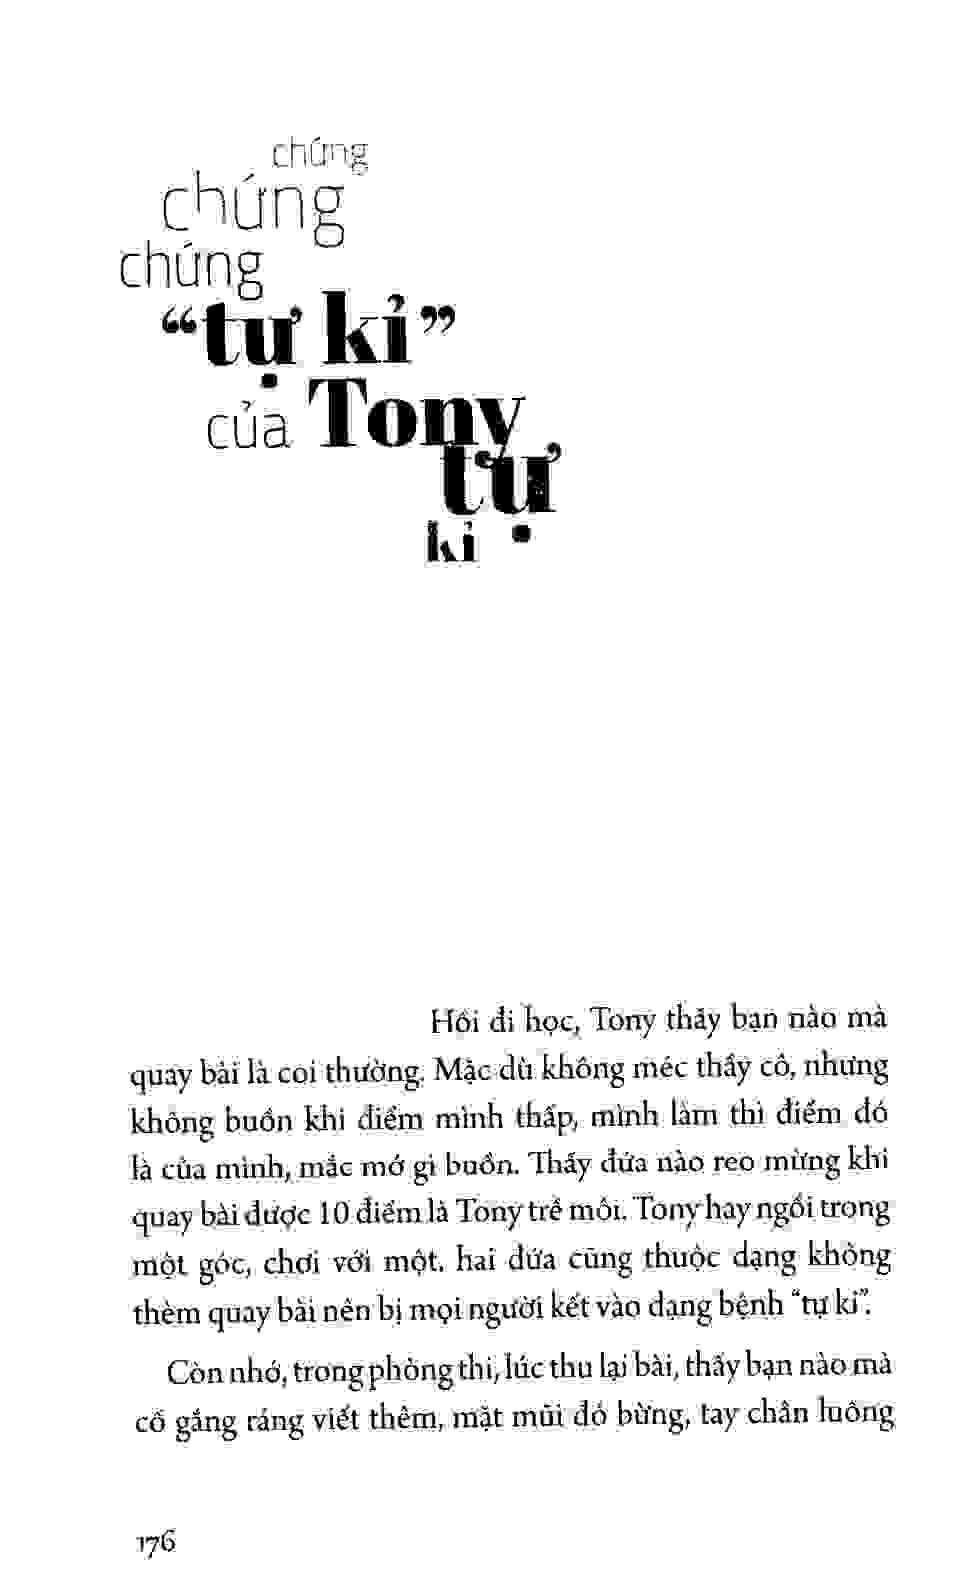 chứng
chứng
chứng
“tự kỉ”
của Tony
tự
kỉ
Hồi đi học, Tony thấy bạn nào mà
quay bài là coi thường. Mặc dù không méc thầy cô, nhưng
không buồn khi điểm mình thấp, mình làm thì điểm đó
là của mình, mắc mớ gì buồn. Thấy đứa nào reo mừng khi
quay bài được 10 điểm là Tony trề môi. Tony hay ngồi trong
một góc, chơi với một, hai đứa cũng thuộc dạng không
thèm quay bài nên bị mọi người kết vào dạng bệnh “tự kỉ”.
Còn nhớ, trong phòng thi, lúc thu lại bài, thấy bạn nào mà
cố gắng ráng viết thêm, mặt mũi đỏ bừng, tay chân luống
176